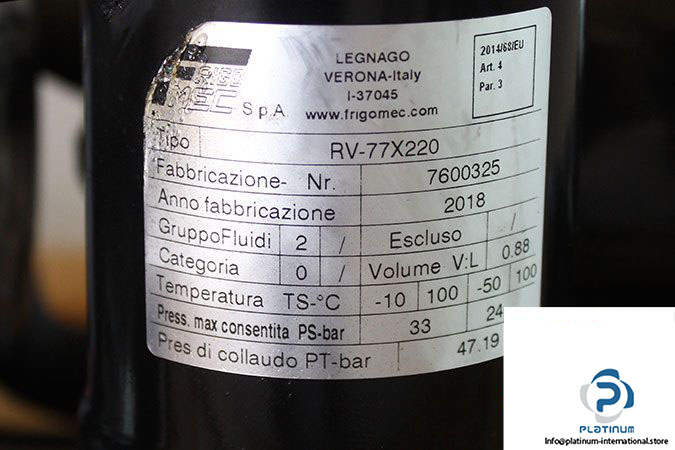 FRIGO
MEC S.p.A.
LEGNAGO
VERONA-Italy
I-37045
www.frigomec.com
2014/68/EU
Art. 4
Par. 3
Tipo RV-77X220
Fabbricazione- Nr. 7600325
Anno fabbricazione 2018
GruppoFluidi 2 / Escluso /
Categoria 0 / Volume V:L 0.88
Temperatura TS-°C -10 100 -50 100
Press. max consentita PS-bar 33 24
Pres di collaudo PT-bar 47.19
PLATINUM
Info@platinum-international.store